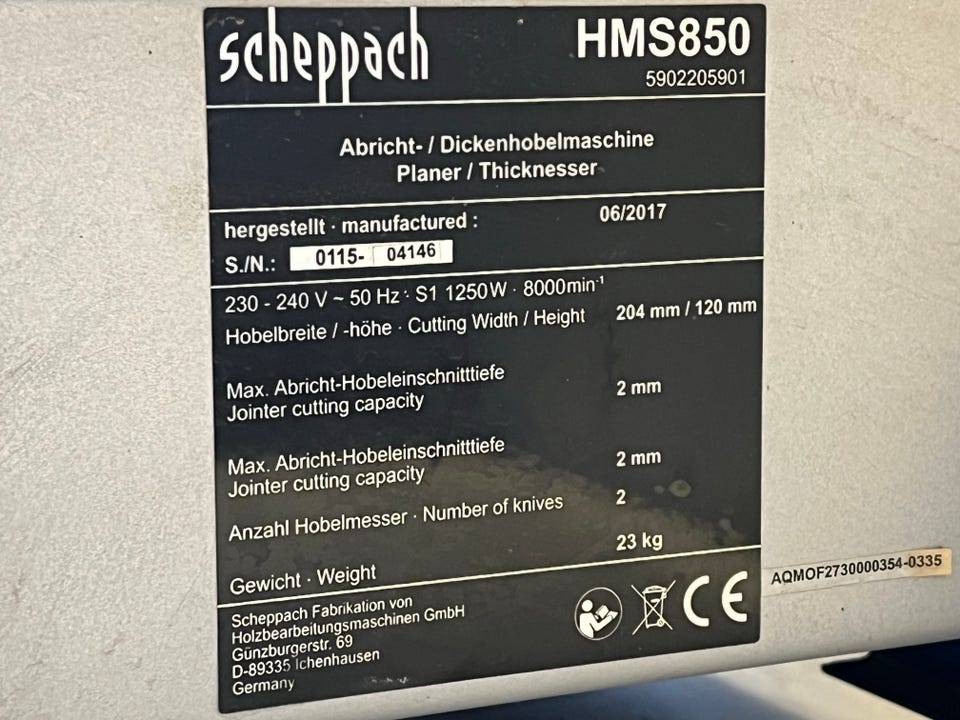 scheppach
HMS850
5902205901
Abricht- / Dickenhobelmaschine
Planer / Thicknesser
hergestellt · manufactured : 06/2017
S./N.: 0115- 04146
230 - 240 V ~ 50 Hz · S1 1250W · 8000min⁻¹
Hobelbreite / -höhe · Cutting Width / Height 204 mm / 120 mm
Max. Abricht-Hobeleinschnitttiefe
Jointer cutting capacity 2 mm
Max. Abricht-Hobeleinschnitttiefe
Jointer cutting capacity 2 mm
Anzahl Hobelmesser · Number of knives 2
Gewicht · Weight 23 kg
Scheppach Fabrikation von
Holzbearbeitungsmaschinen GmbH
Günzburgerstr. 69
D-89335 Ichenhausen
Germany
CE
AQMOF2730000354-0335